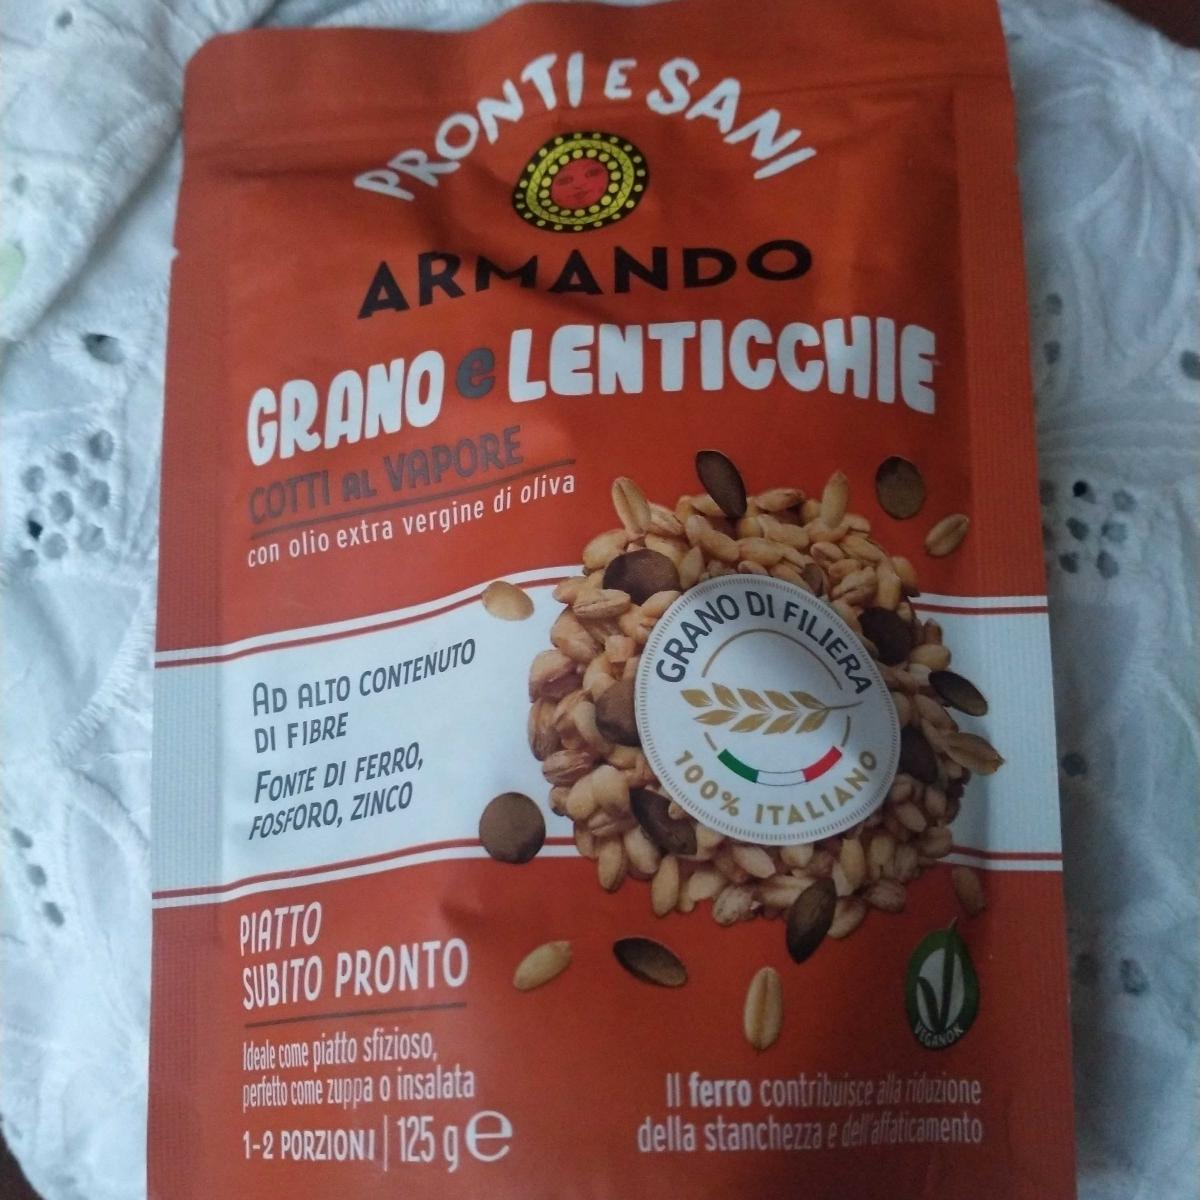 PRONTI E SANI
ARMANDO
GRANO e LENTICCHIE
COTTI AL VAPORE
con olio extra vergine di oliva
GRANO DI FILIERA
100% ITALIANO
AD ALTO CONTENUTO
DI FIBRE
FONTE DI FERRO,
FOSFORO, ZINCO
PIATTO
SUBITO PRONTO
Ideale come piatto sfizioso,
perfetto come zuppa o insalata
1-2 PORZIONI | 125 g e
VEGANOK
Il ferro contribuisce alla riduzione
della stanchezza e dell'affaticamento